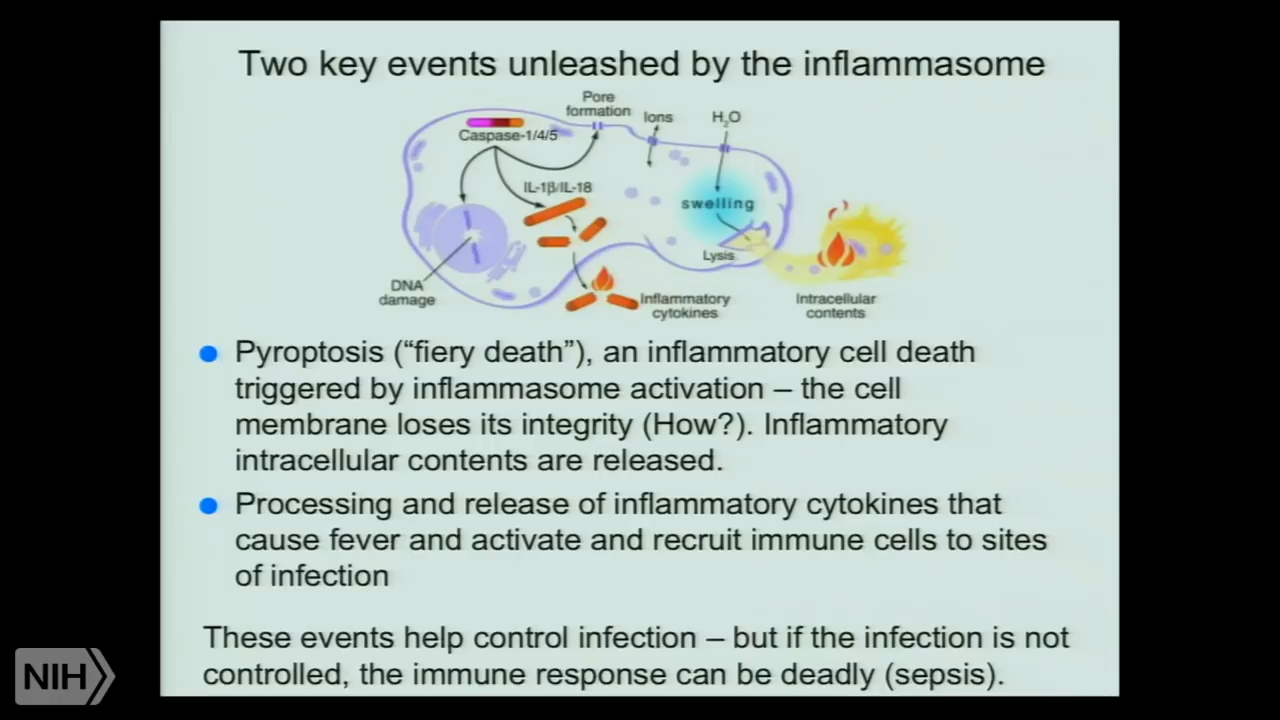 Two key events unleashed by the inflammasome
Pore
formation
Ions
H₂O
Caspase-1/4/5
IL-1β/IL-18
swelling
Lysis
DNA
damage
Inflammatory
cytokines
Intracellular
contents
Pyroptosis (“fiery death”), an inflammatory cell death
triggered by inflammasome activation – the cell
membrane loses its integrity (How?). Inflammatory
intracellular contents are released.
Processing and release of inflammatory cytokines that
cause fever and activate and recruit immune cells to sites
of infection
These events help control infection – but if the infection is not
controlled, the immune response can be deadly (sepsis).
NIH